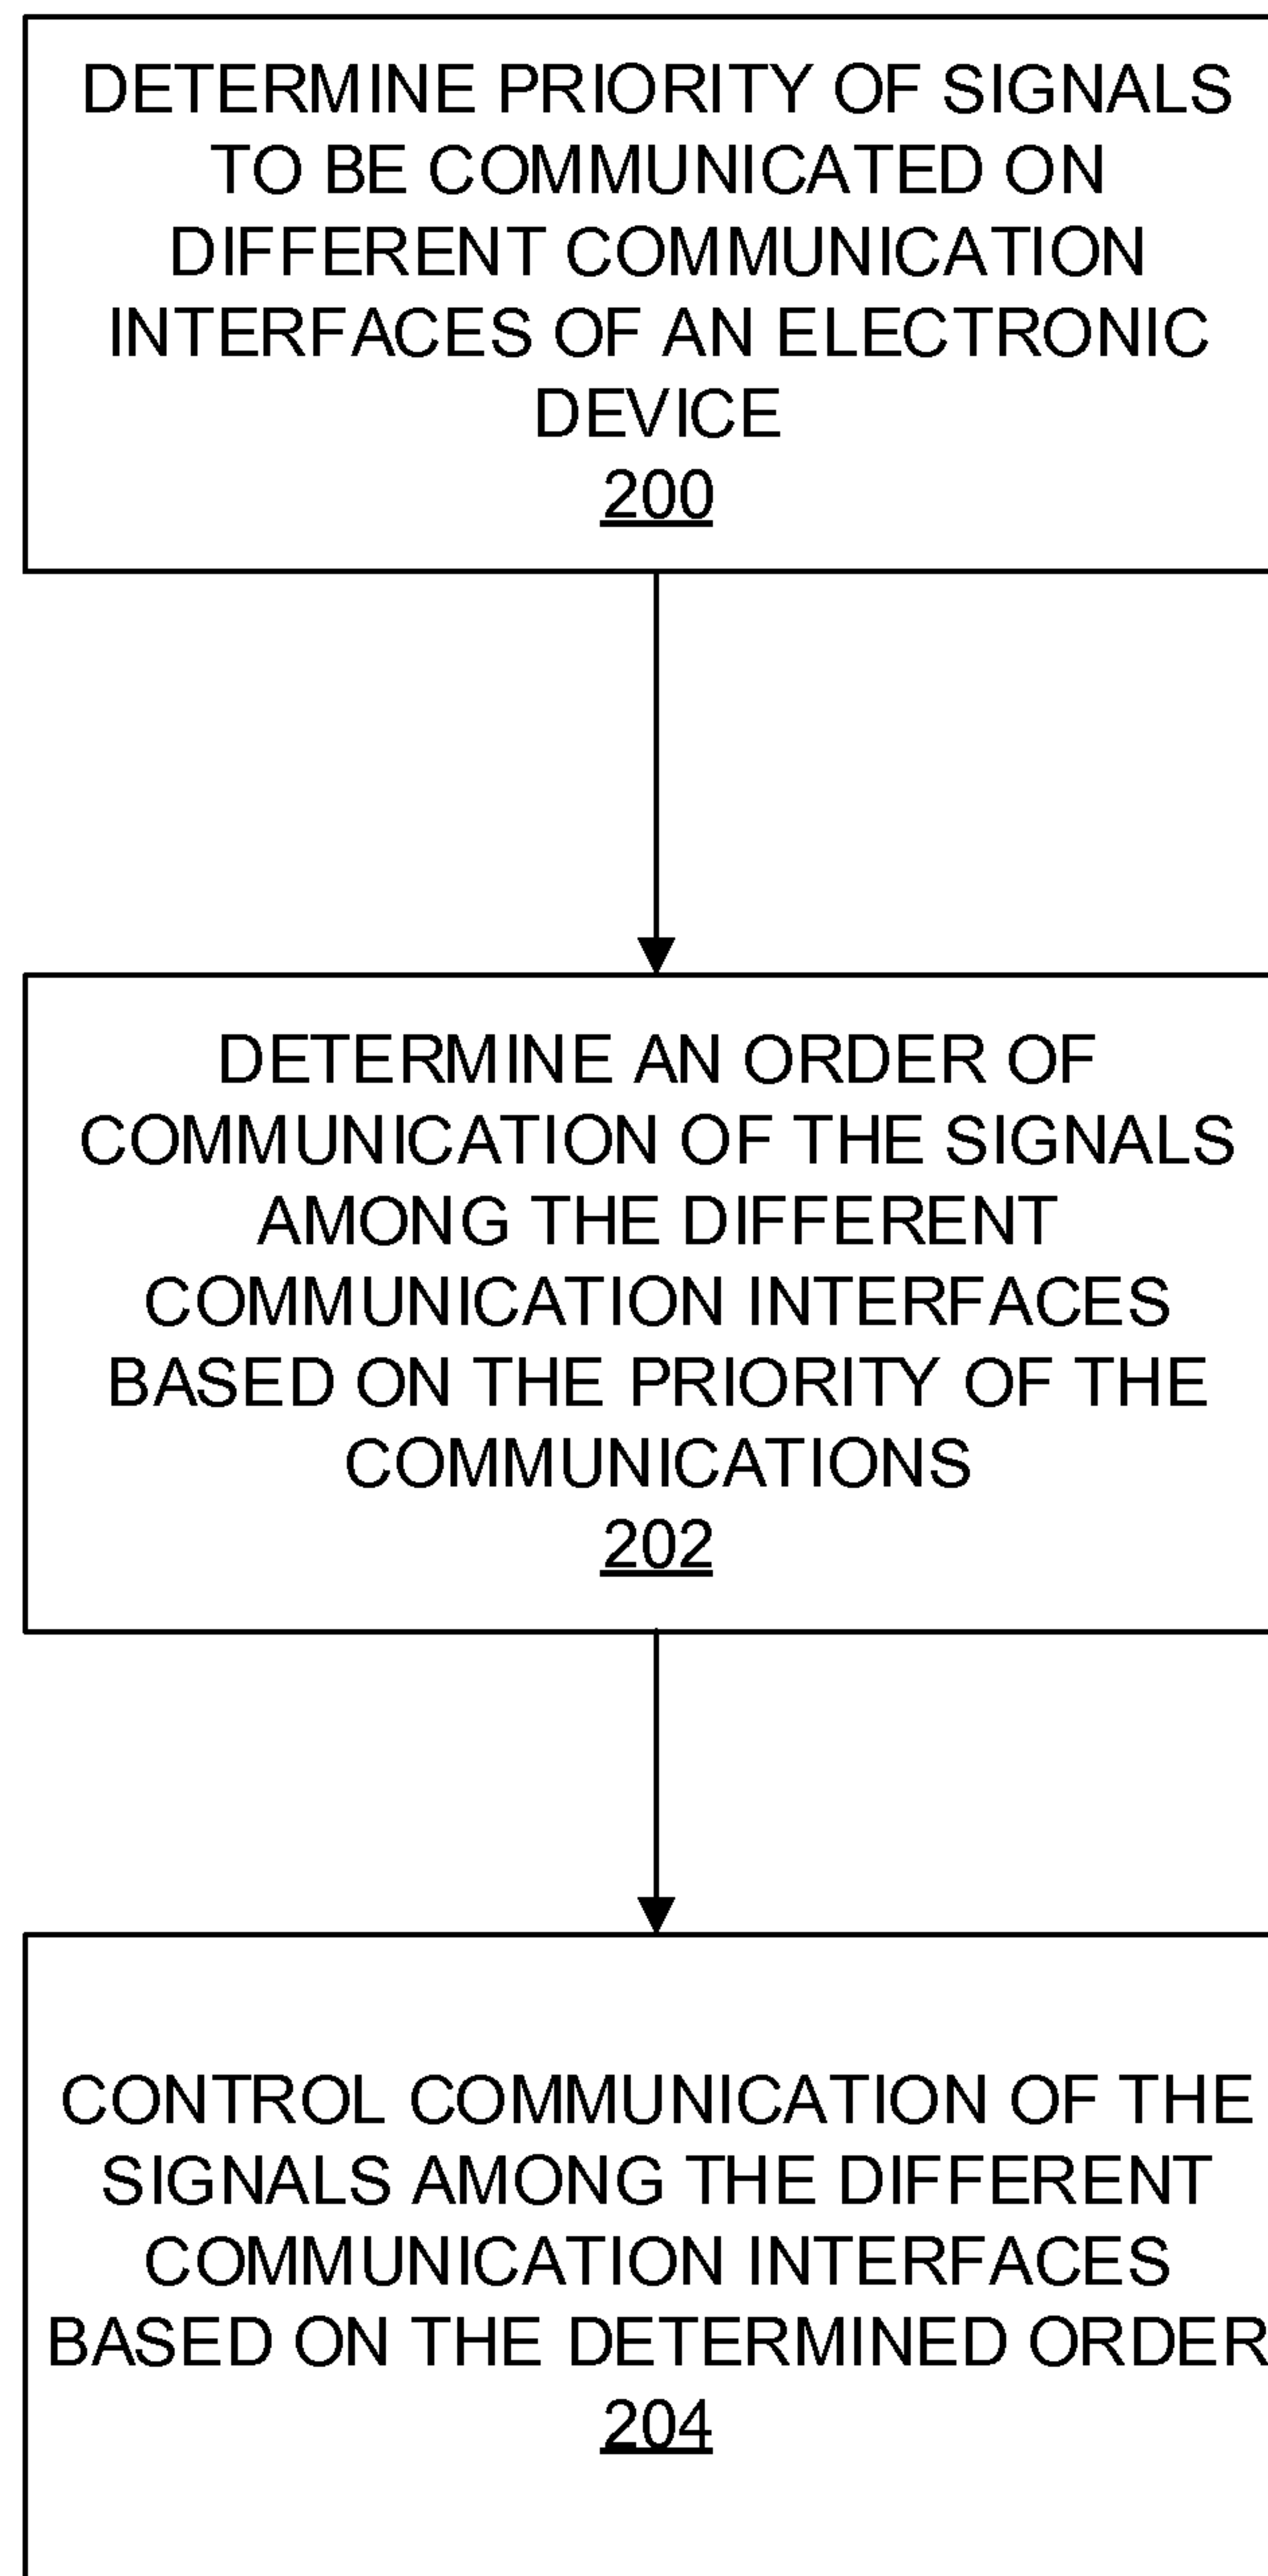 DETERMINE PRIORITY OF SIGNALS
TO BE COMMUNICATED ON
DIFFERENT COMMUNICATION
INTERFACES OF AN ELECTRONIC
DEVICE
200
DETERMINE AN ORDER OF
COMMUNICATION OF THE SIGNALS
AMONG THE DIFFERENT
COMMUNICATION INTERFACES
BASED ON THE PRIORITY OF THE
COMMUNICATIONS
202
CONTROL COMMUNICATION OF THE
SIGNALS AMONG THE DIFFERENT
COMMUNICATION INTERFACES
BASED ON THE DETERMINED ORDER
204